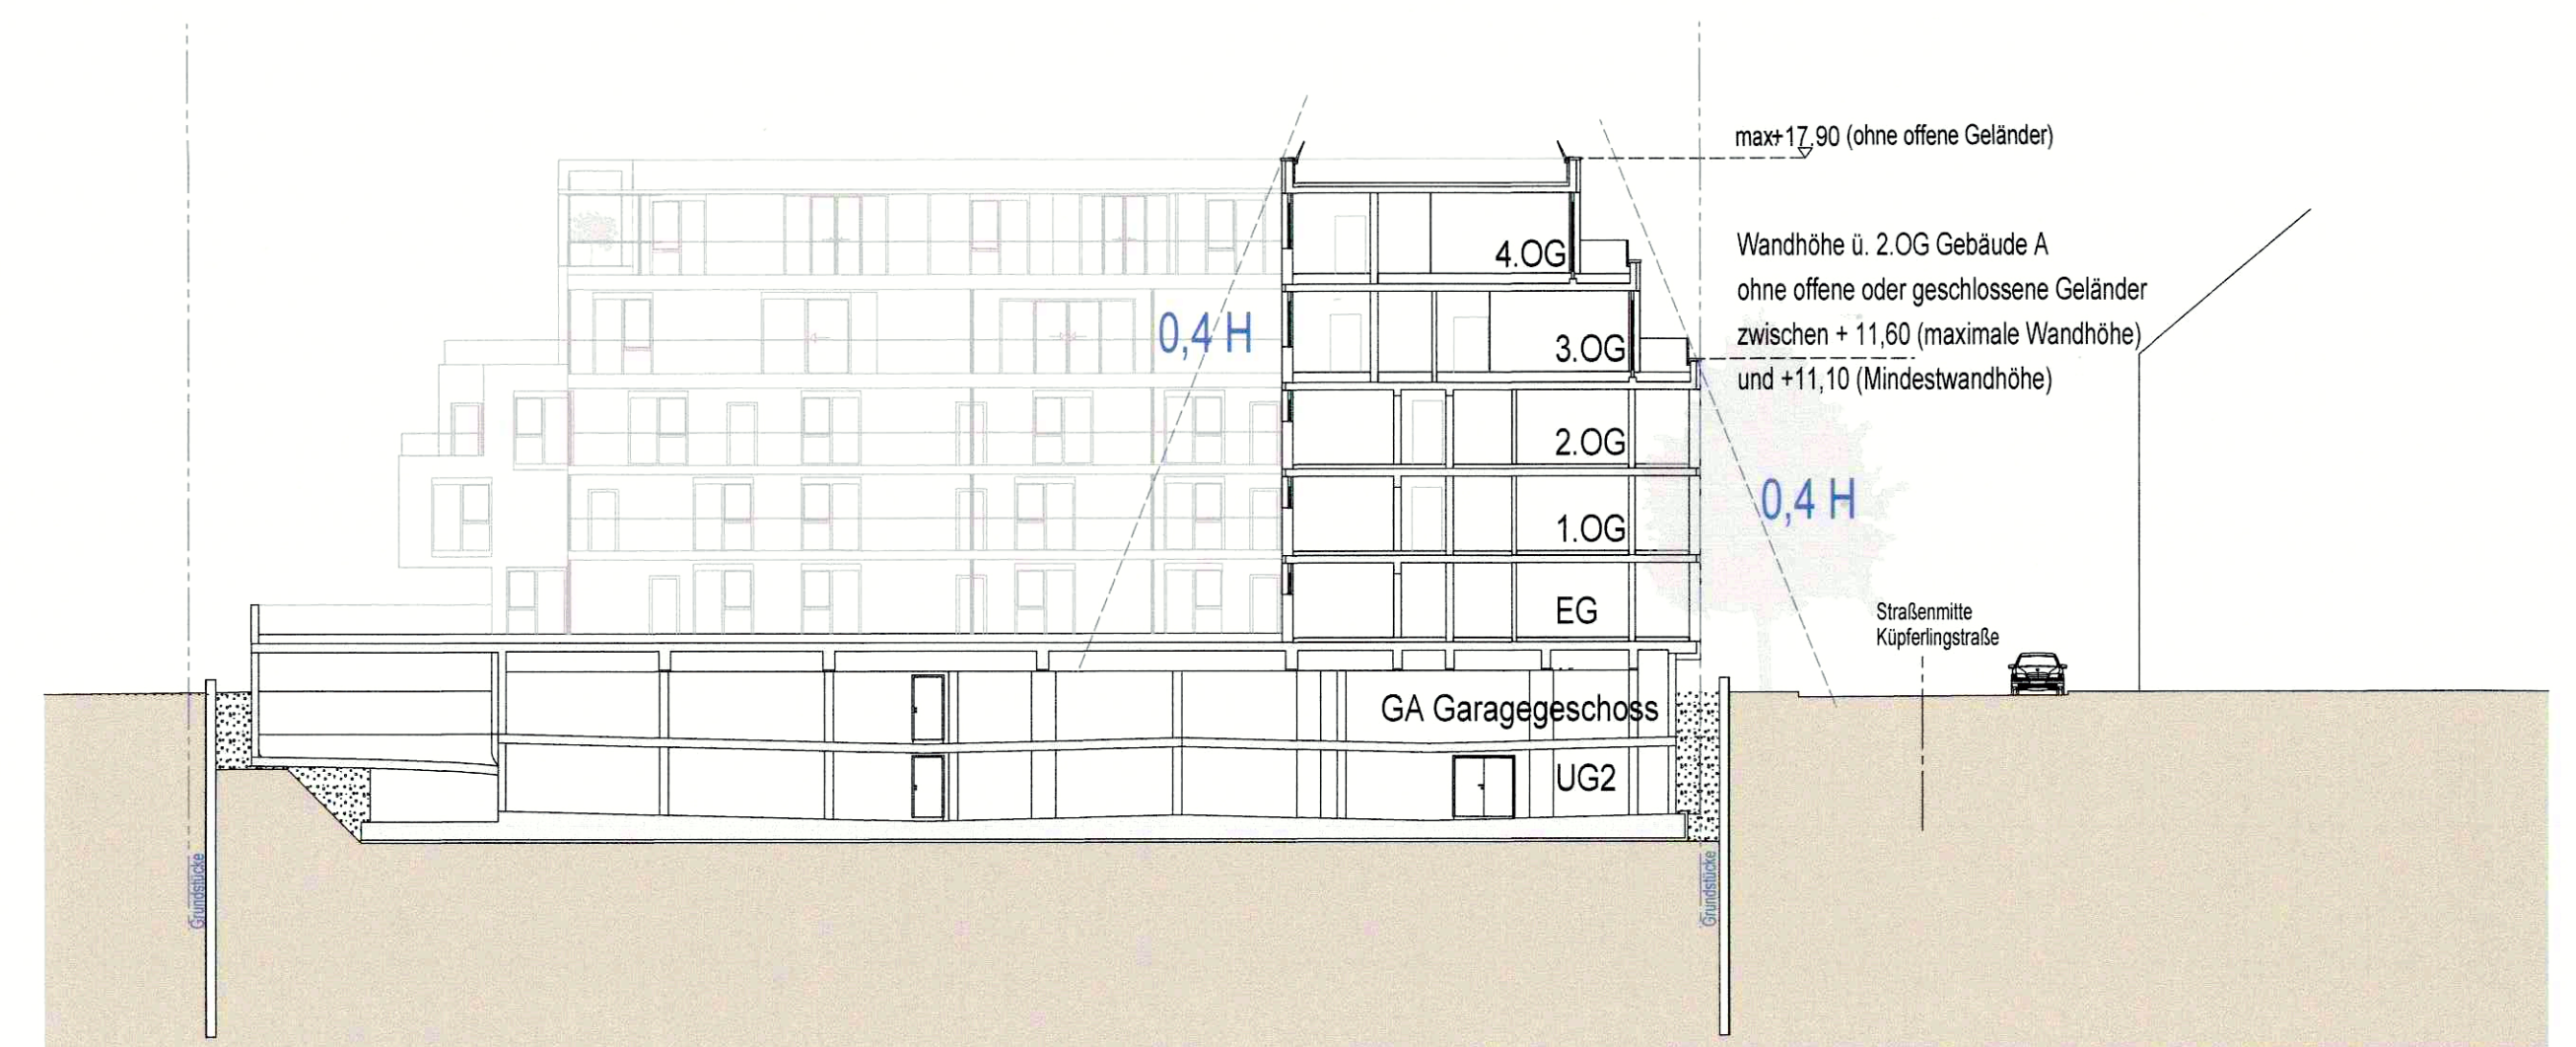 max+17.90 (ohne offene Geländer)
4.OG
Wandhöhe ü. 2.OG Gebäude A
ohne offene oder geschlossene Geländer
zwischen + 11,60 (maximale Wandhöhe)
und +11,10 (Mindestwandhöhe)
0,4 H
3.OG
2.OG
0,4 H
1.OG
EG
Straßenmitte
Küpferlingstraße
GA Garagegeschoss
UG2
Grundstücke
Grundstücke